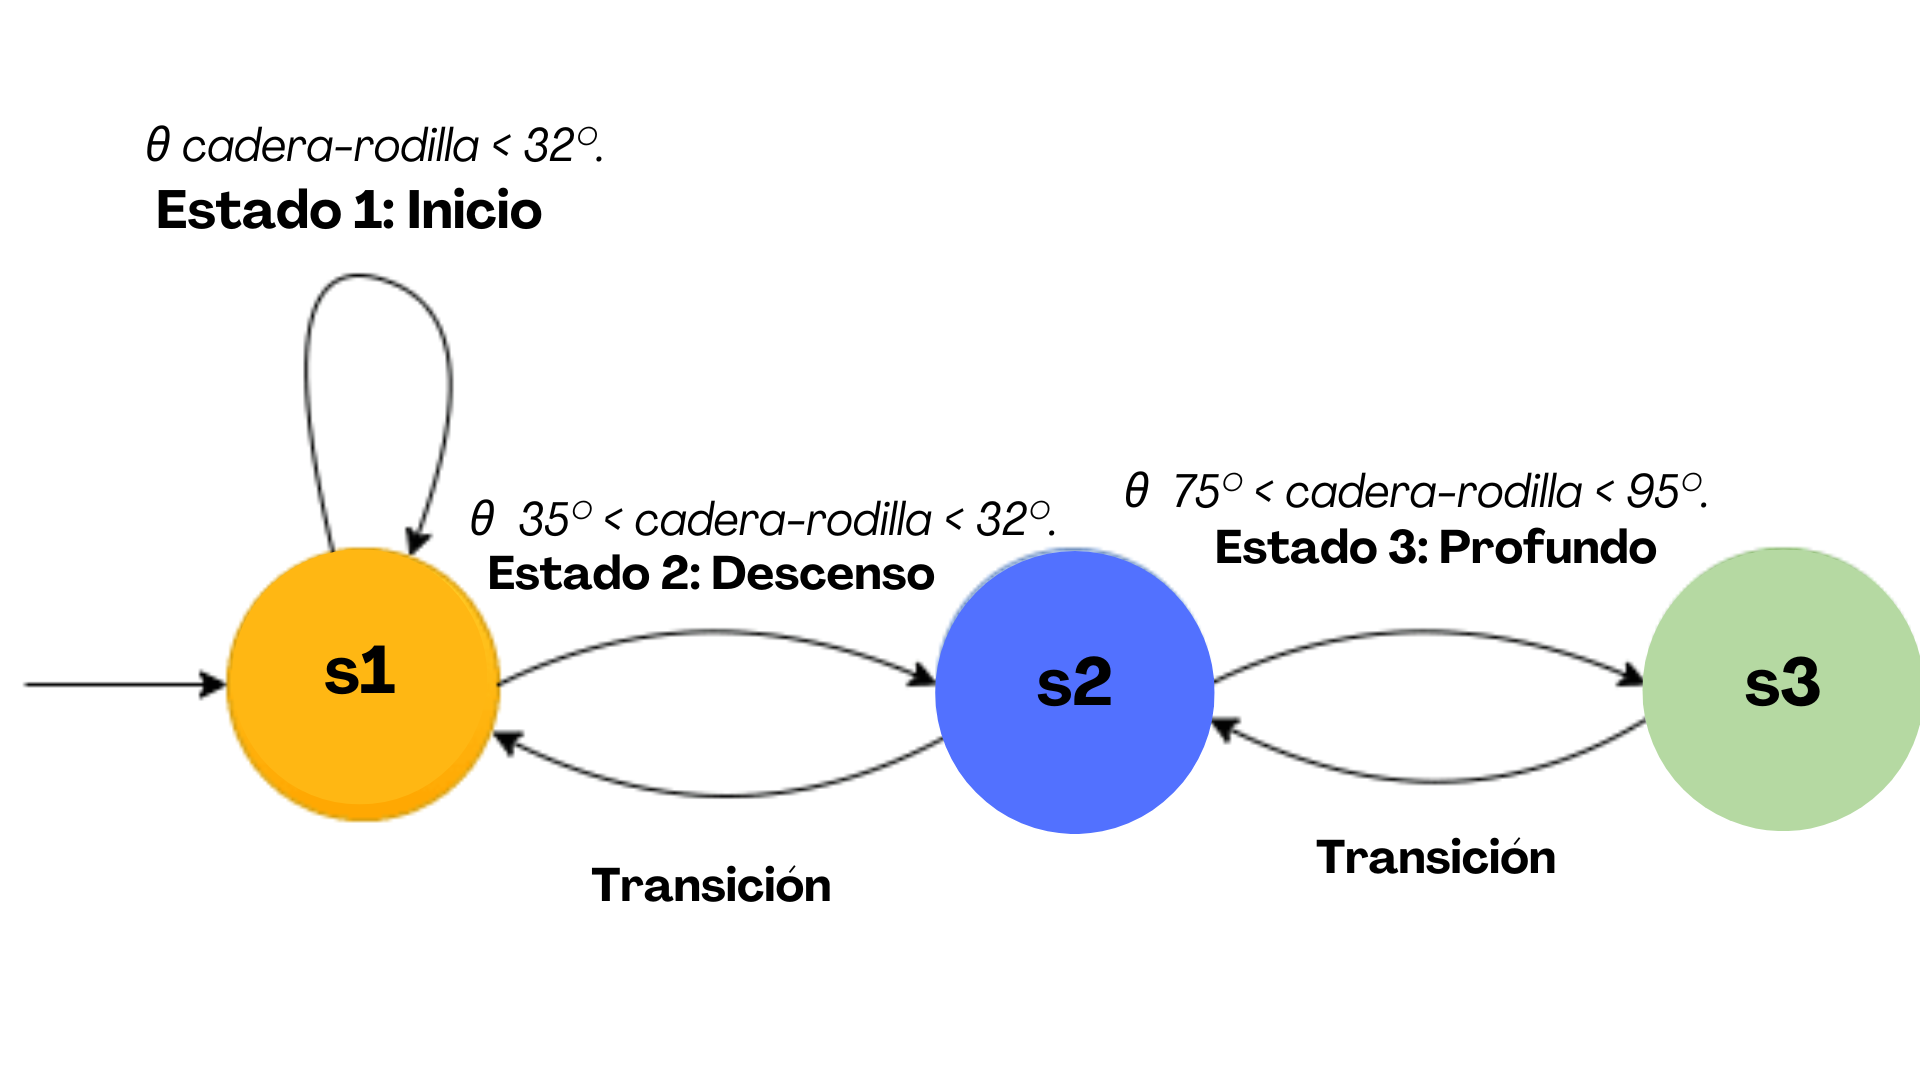 θ cadera-rodilla < 32º.
Estado 1: Inicio
θ 35º < cadera-rodilla < 32º.
Estado 2: Descenso
θ 75º < cadera-rodilla < 95º.
Estado 3: Profundo
s1
s2
s3
Transición
Transición